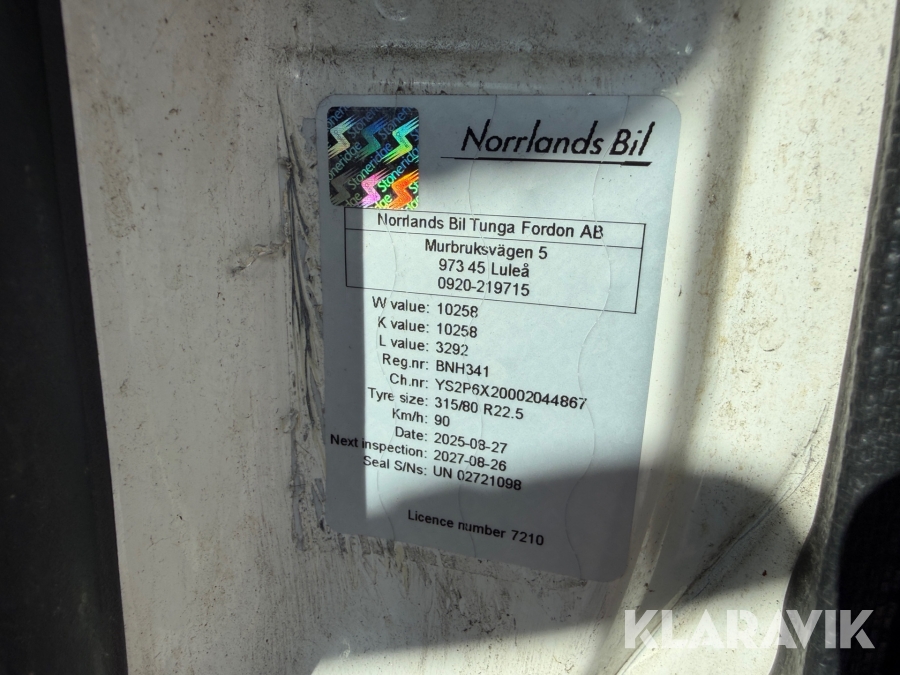 Norrlands Bil
Stoneridge
Stoneridge
Stoneridge
Norrlands Bil Tunga Fordon AB
Murbruksvägen 5
973 45 Luleå
0920-219715
W value: 10258
K value: 10258
L value: 3292
Reg.nr: BNH341
Ch.nr: YS2P6X20002044867
Tyre size: 315/80 R22.5
Km/h: 90
Date: 2025-08-27
Next inspection: 2027-08-26
Seal S/Ns: UN 02721098
Licence number 7210
KLARAVIK